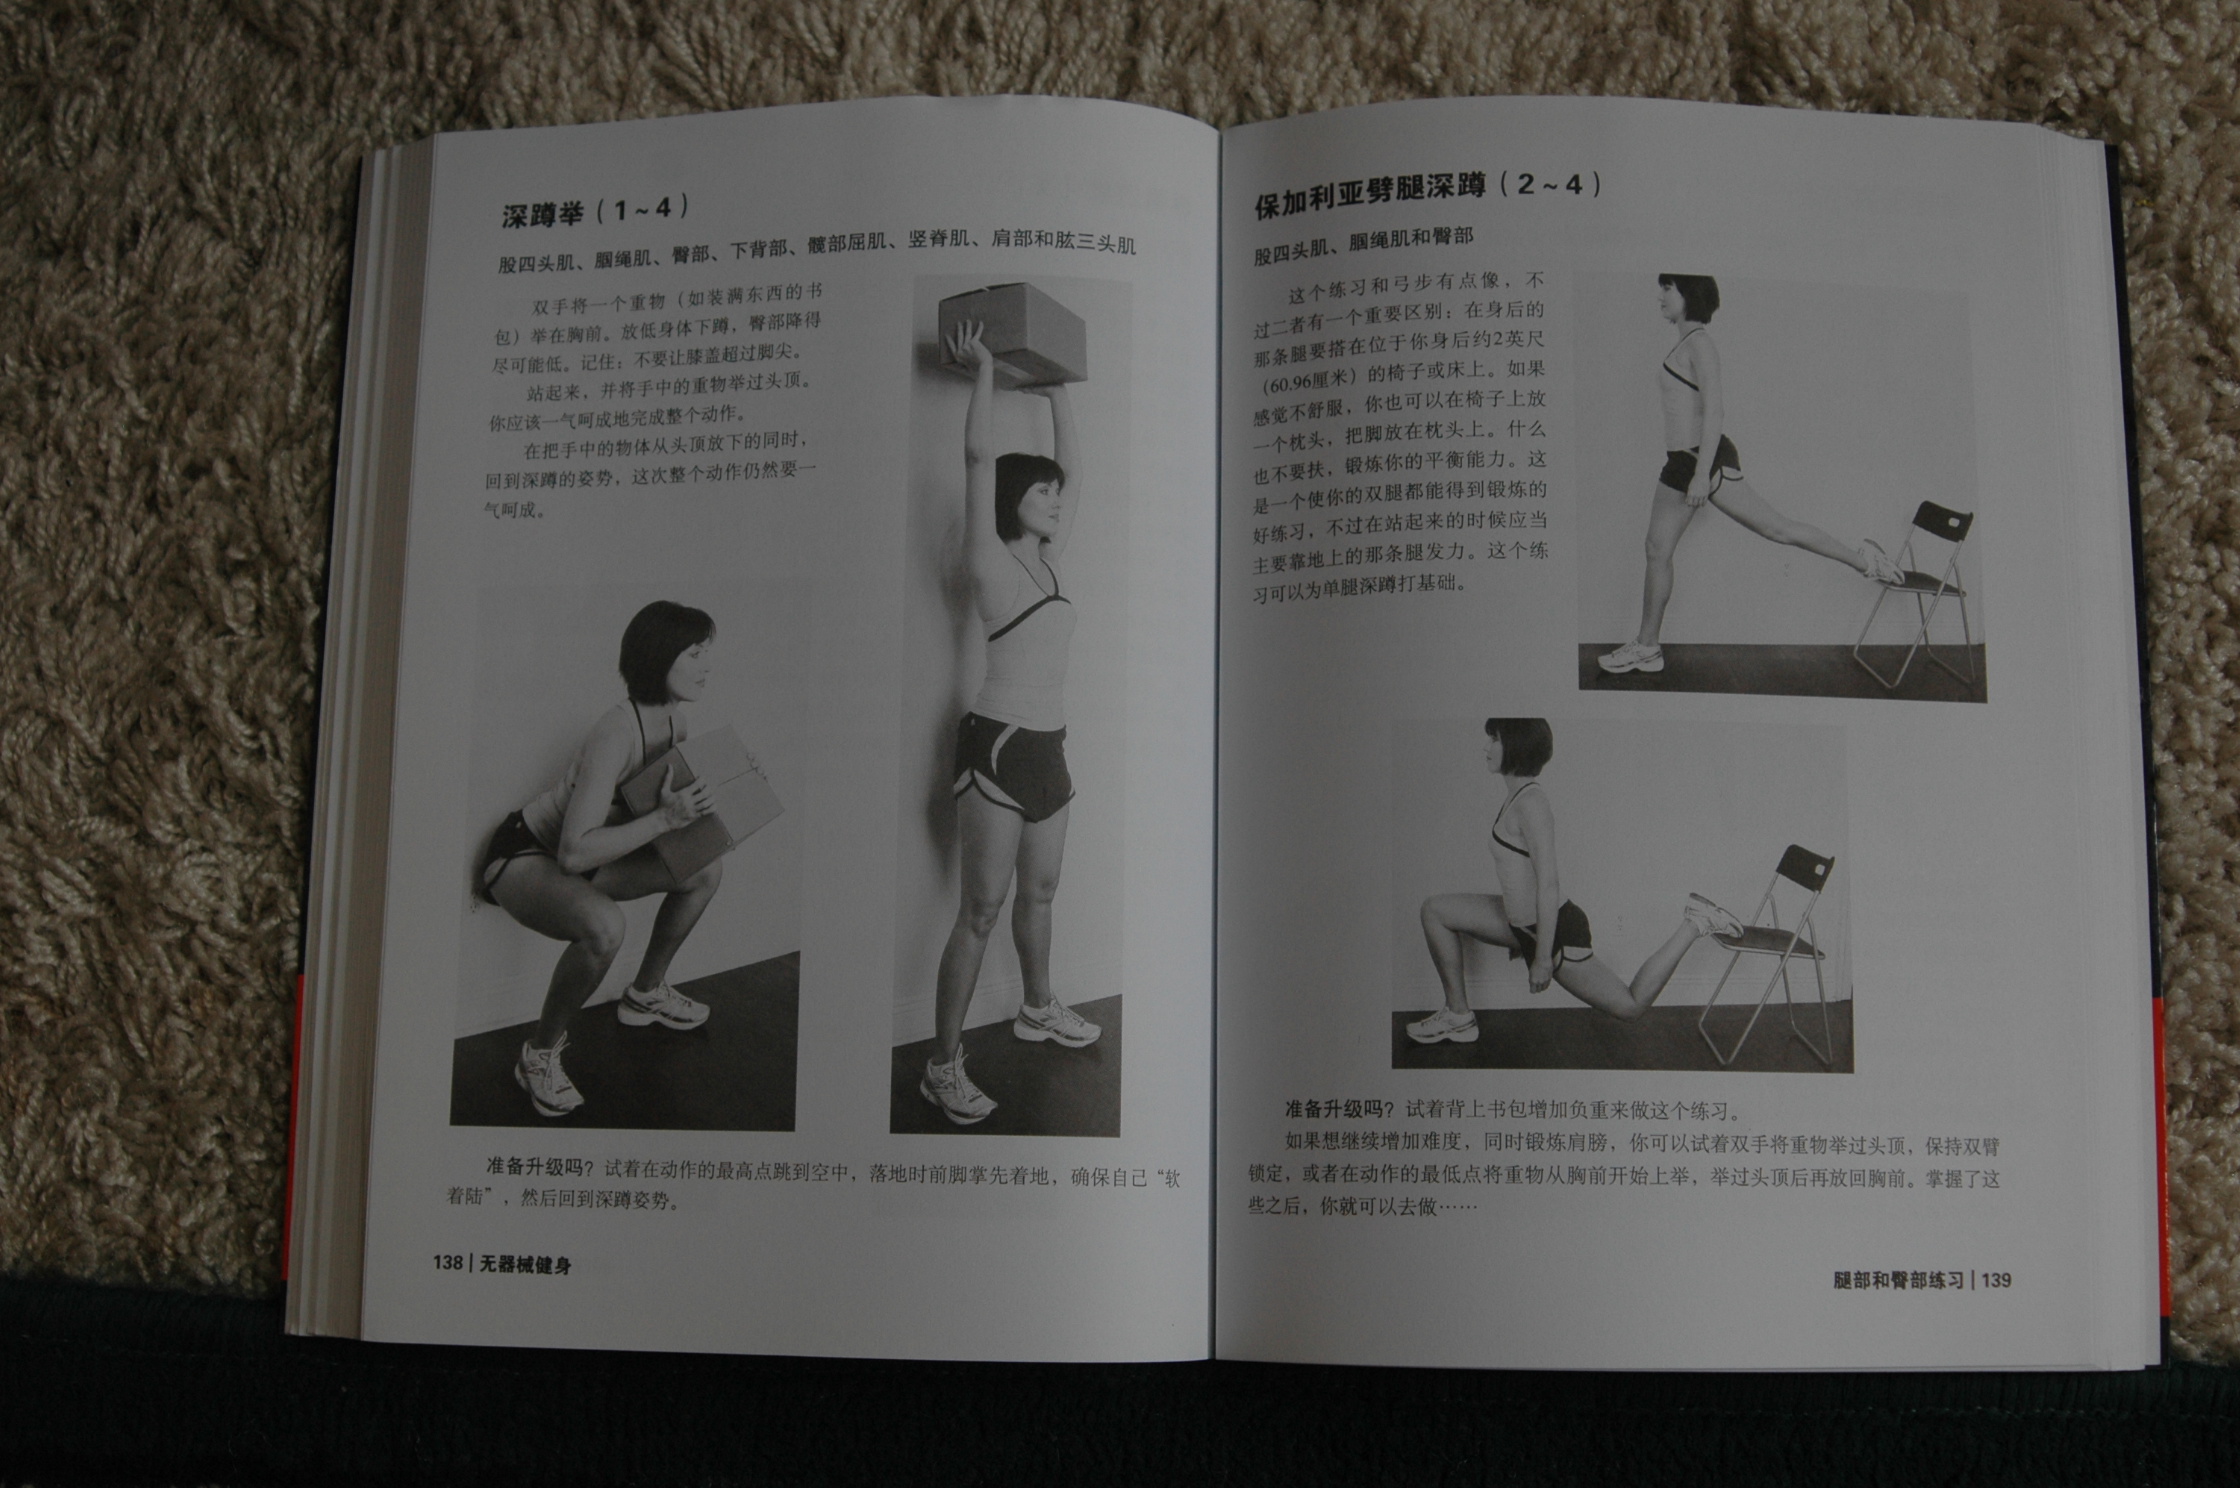 深蹲举（1~4）
股四头肌、腘绳肌、臀部、下背部、髋部屈肌、竖脊肌、肩部和肱三头肌
双手将一个重物（如装满东西的书
包）举在胸前。放低身体下蹲，臀部降得
尽可能低。记住：不要让膝盖超过脚尖。
站起来，并将手中的重物举过头顶。
你应该一气呵成地完成整个动作。
在把手中的物体从头顶放下的同时，
回到深蹲的姿势，这次整个动作仍然要一
气呵成。
准备升级吗？试着在动作的最高点跳到空中，落地时前脚掌先着地，确保自己“软
着陆”，然后回到深蹲姿势。
138 | 无器械健身
保加利亚劈腿深蹲（2~4）
股四头肌、腘绳肌和臀部
这个练习和弓步有点像，不
过二者有一个重要区别：在身后的
那条腿要搭在位于你身后约2英尺
(60.96厘米）的椅子或床上。如果
感觉不舒服，你也可以在椅子上放
一个枕头，把脚放在枕头上。什么
也不要扶，锻炼你的平衡能力。这
是一个使你的双腿都能得到锻炼的
好练习，不过在站起来的时候应当
主要靠地上的那条腿发力。这个练
习可以为单腿深蹲打基础。
准备升级吗？试着背上书包增加负重来做这个练习。
如果想继续增加难度，同时锻炼肩膀，你可以试着双手将重物举过头顶，保持双臂
锁定，或者在动作的最低点将重物从胸前开始上举，举过头顶后再放回胸前。掌握了这
些之后，你就可以去做……
腿部和臀部练习 | 139